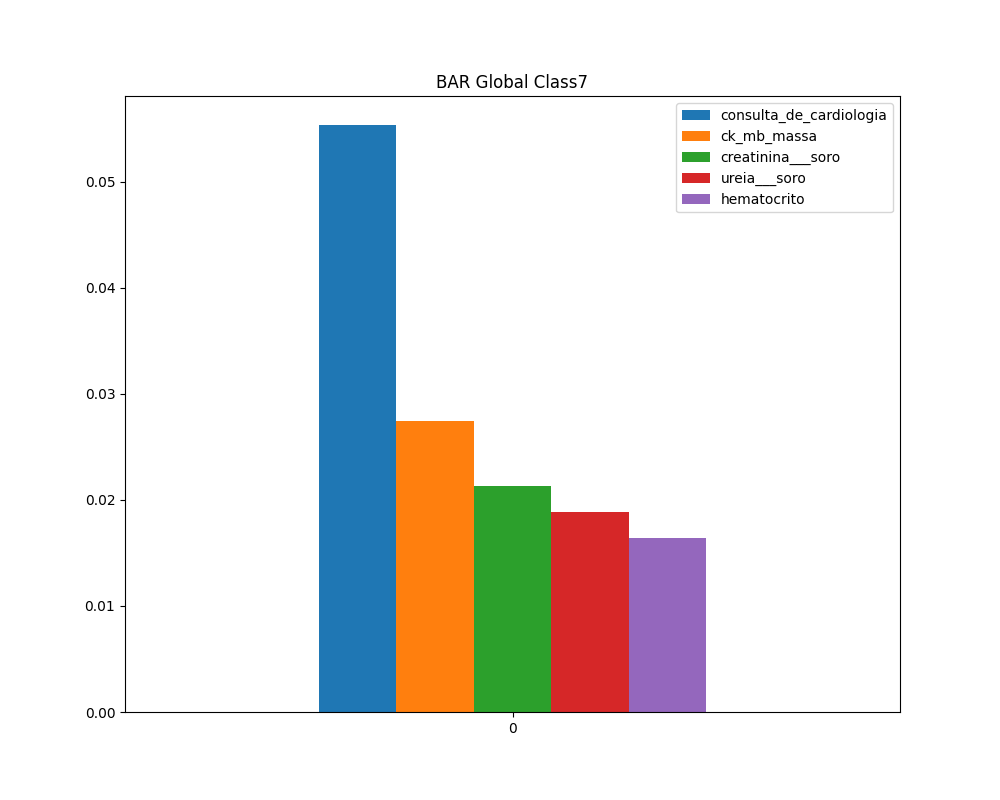 BAR Global Class7
consulta_de_cardiologia
ck_mb_massa
creatinina___soro
ureia___soro
hematocrito
0.05
0.04
0.03
0.02
0.01
0.00
0